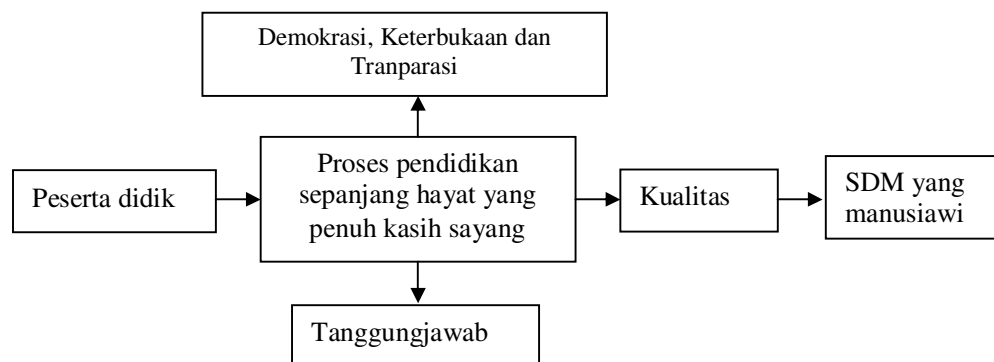 Demokrasi, Keterbukaan dan
Tranparasi
Peserta didik
Proses pendidikan
sepanjang hayat yang
penuh kasih sayang
Kualitas
SDM yang
manusiawi
Tanggungjawab